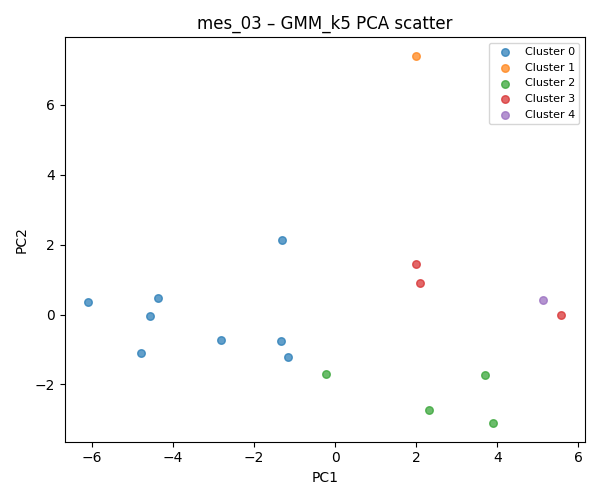 mes_03 – GMM_k5 PCA scatter
Cluster 0
Cluster 1
Cluster 2
Cluster 3
Cluster 4
PC2
6
4
2
0
−2
−6 −4 −2 0 2 4 6
PC1